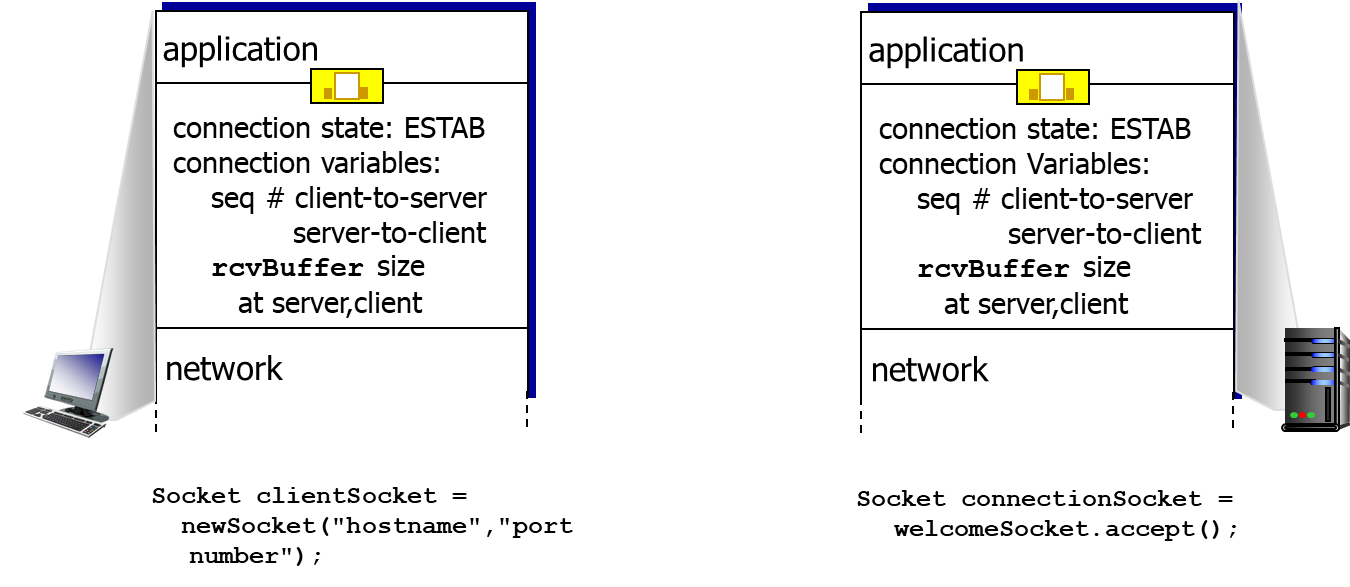 application
connection state: ESTAB
connection variables:
seq # client-to-server
server-to-client
rcvBuffer size
at server,client
network
Socket clientSocket =
newSocket("hostname","port
number");
application
connection state: ESTAB
connection Variables:
seq # client-to-server
server-to-client
rcvBuffer size
at server,client
network
Socket connectionSocket =
welcomeSocket.accept();